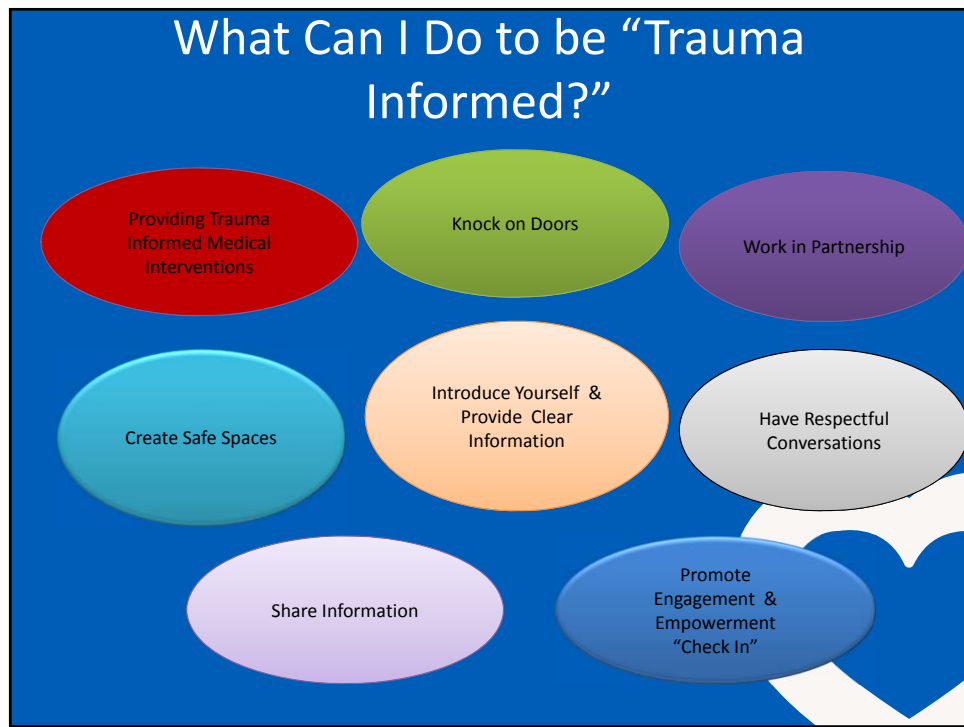 What Can I Do to be “Trauma
Informed?”
Providing Trauma
Informed Medical
Interventions
Knock on Doors
Work in Partnership
Create Safe Spaces
Introduce Yourself &
Provide Clear
Information
Have Respectful
Conversations
Share Information
Promote
Engagement &
Empowerment
“Check In”